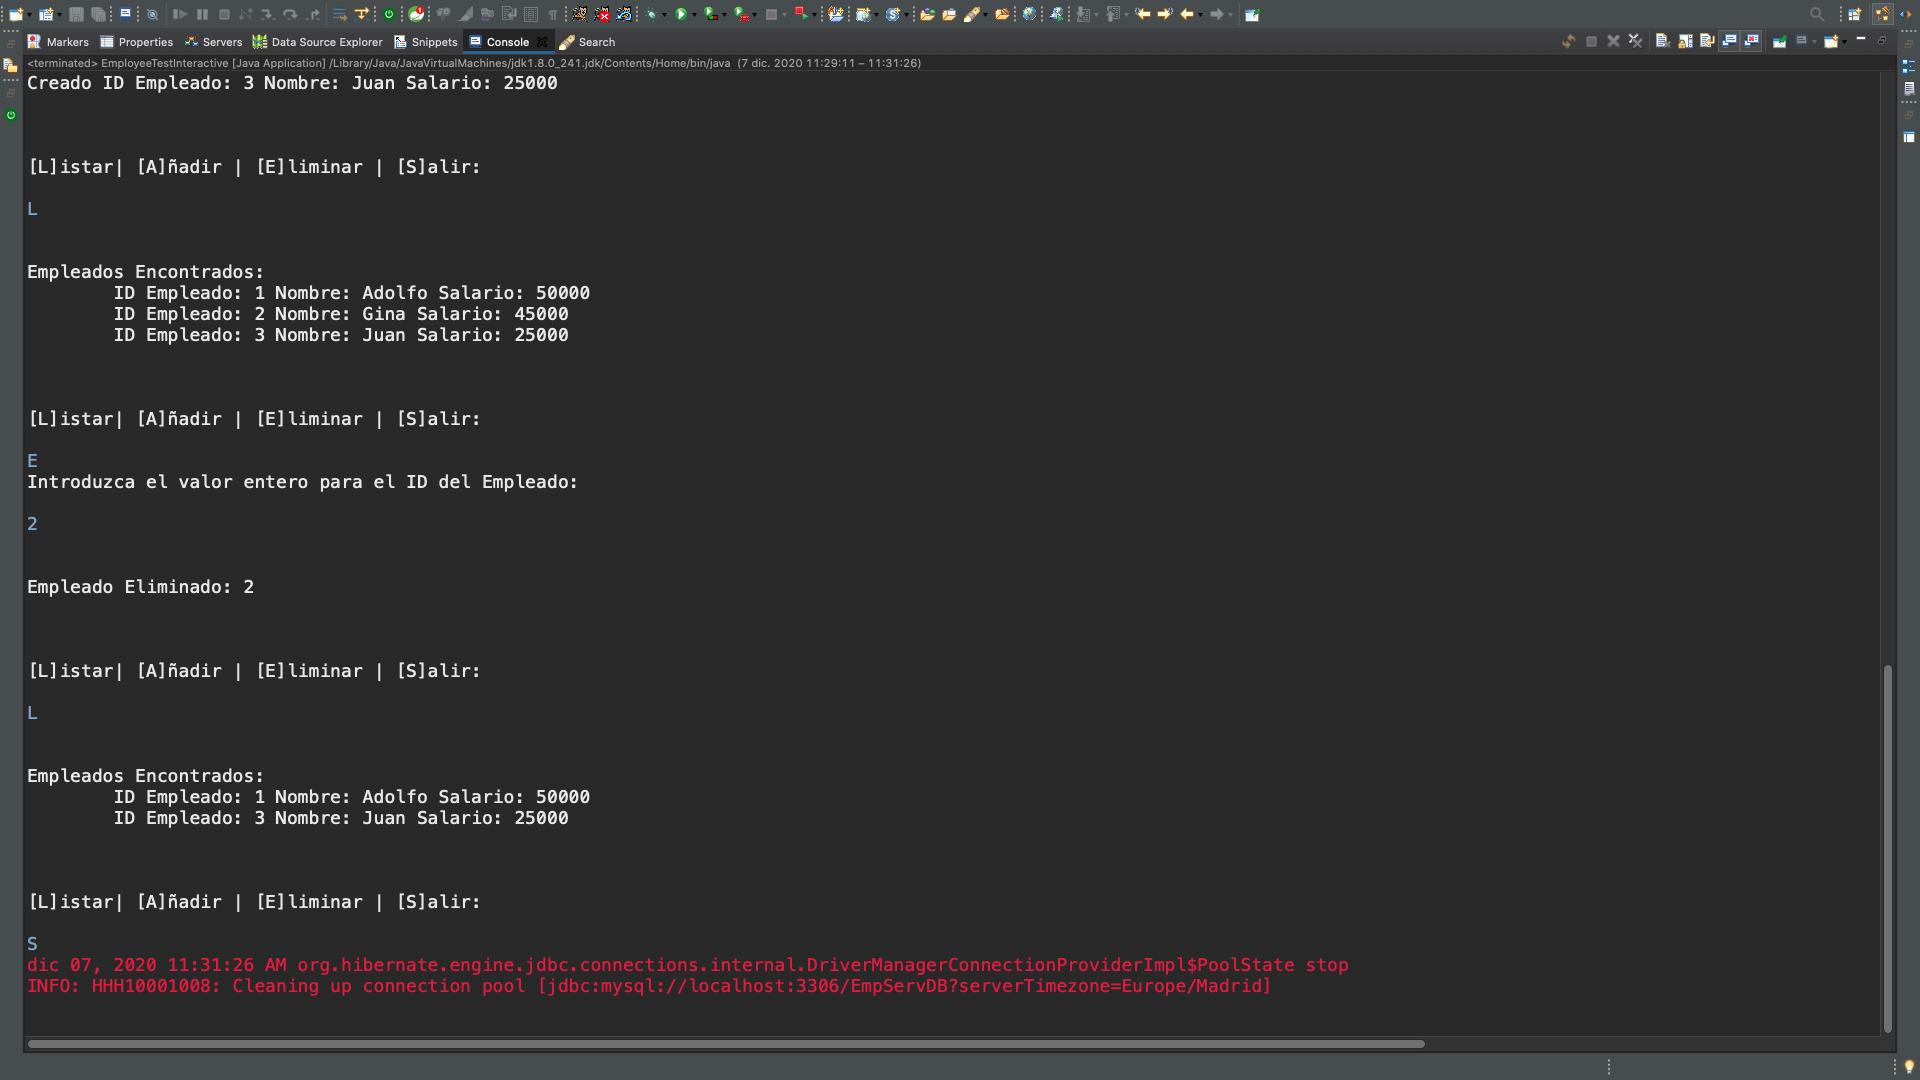 Markers Properties Servers Data Source Explorer Snippets Console Search
<terminated> EmployeeTestInteractive [Java Application] /Library/Java/JavaVirtualMachines/jdk1.8.0_241.jdk/Contents/Home/bin/java (7 dic. 2020 11:29:11 – 11:31:26)
Creado ID Empleado: 3 Nombre: Juan Salario: 25000
[L]istar| [A]ñadir | [E]liminar | [S]alir:
L
Empleados Encontrados:
ID Empleado: 1 Nombre: Adolfo Salario: 50000
ID Empleado: 2 Nombre: Gina Salario: 45000
ID Empleado: 3 Nombre: Juan Salario: 25000
[L]istar| [A]ñadir | [E]liminar | [S]alir:
E
Introduzca el valor entero para el ID del Empleado:
2
Empleado Eliminado: 2
[L]istar| [A]ñadir | [E]liminar | [S]alir:
L
Empleados Encontrados:
ID Empleado: 1 Nombre: Adolfo Salario: 50000
ID Empleado: 3 Nombre: Juan Salario: 25000
[L]istar| [A]ñadir | [E]liminar | [S]alir:
S
dic 07, 2020 11:31:26 AM org.hibernate.engine.jdbc.connections.internal.DriverManagerConnectionProviderImpl$PoolState stop
INFO: HHH10001008: Cleaning up connection pool [jdbc:mysql://localhost:3306/EmpServDB?serverTimezone=Europe/Madrid]